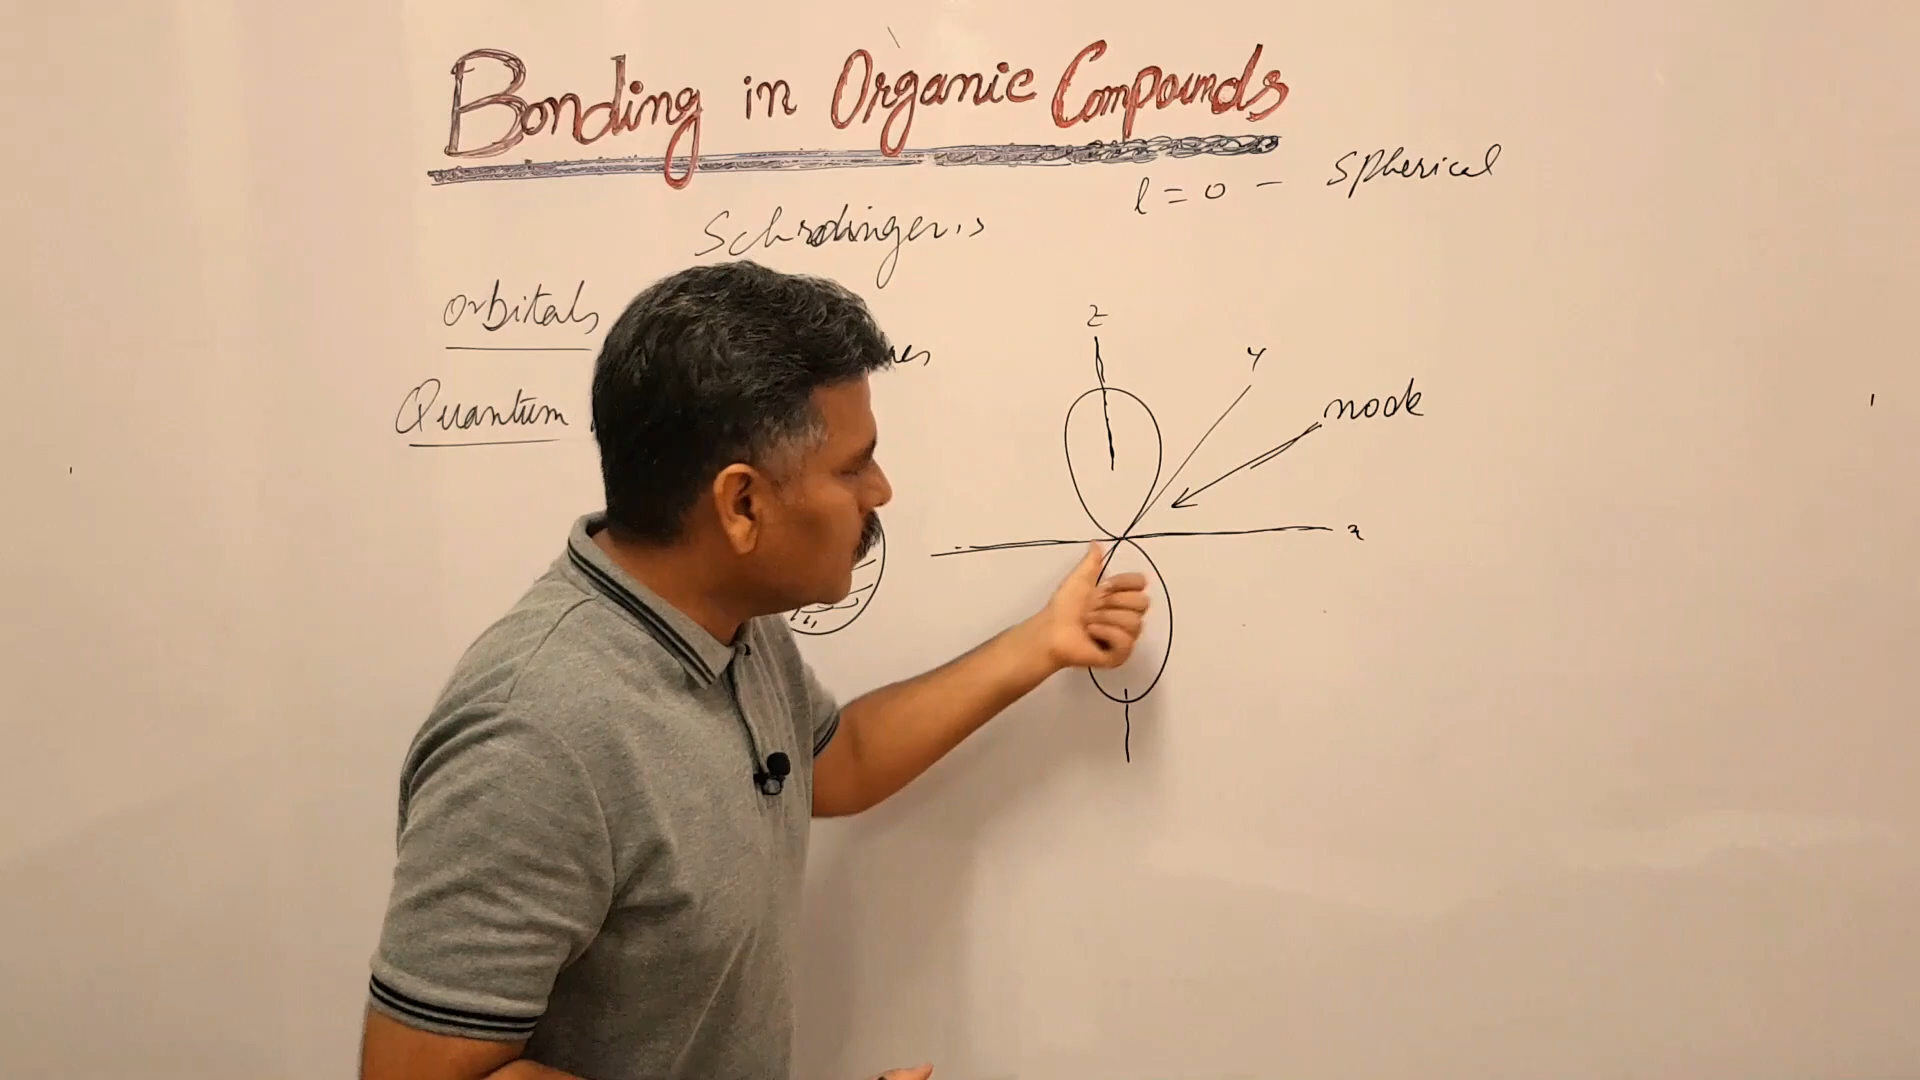 Bonding in Organic Compounds
l = 0 - Spherical
Schrodinger's
Orbitals
Z
Y
node
Quantum
x